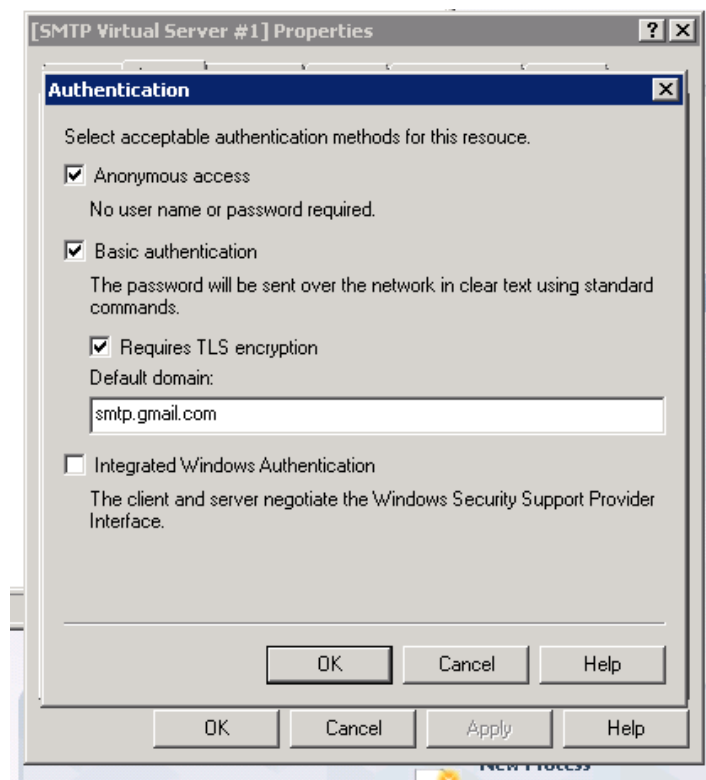 [SMTP Virtual Server #1] Properties
Authentication
Select acceptable authentication methods for this resouce.
Anonymous access
No user name or password required.
Basic authentication
The password will be sent over the network in clear text using standard
commands.
Requires TLS encryption
Default domain:
smtp.gmail.com
Integrated Windows Authentication
The client and server negotiate the Windows Security Support Provider
Interface.
OK Cancel Help
OK Cancel Apply Help
New Process